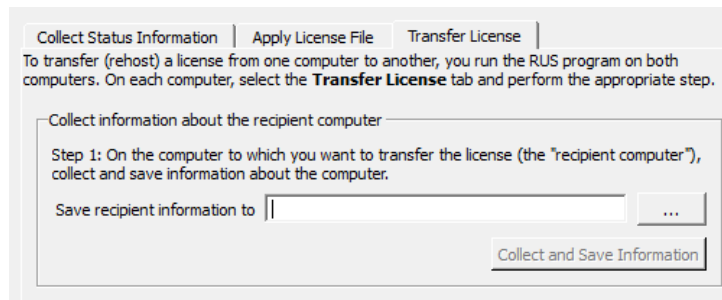 Collect Status Information
Apply License File
Transfer License
To transfer (rehost) a license from one computer to another, you run the RUS program on both
computers. On each computer, select the Transfer License tab and perform the appropriate step.
Collect information about the recipient computer
Step 1: On the computer to which you want to transfer the license (the "recipient computer"),
collect and save information about the computer.
Save recipient information to
...
Collect and Save Information